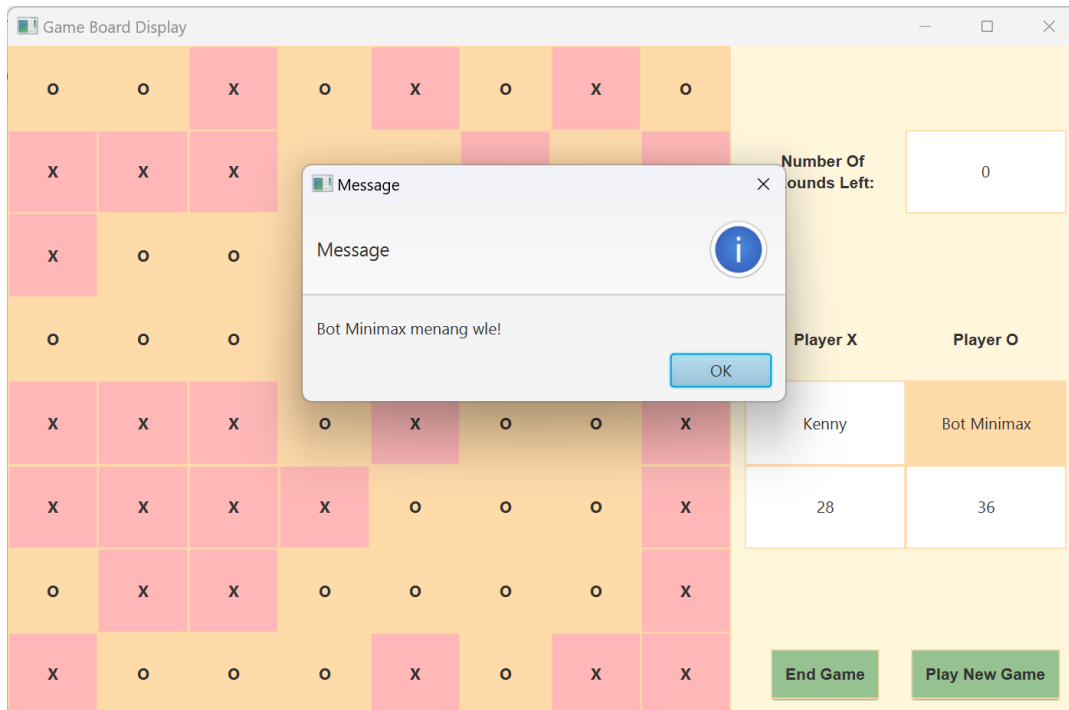 Game Board Display
O O X O X O X O
X X X
Number Of
ounds Left:
0
X O O
O O O
Message
Message
Bot Minimax menang wle!
OK
Player X Player O
X X X O X O O X
Kenny Bot Minimax
X X X X O O O X
28 36
O X X O O O O X
X O O O X O X X
End Game Play New Game